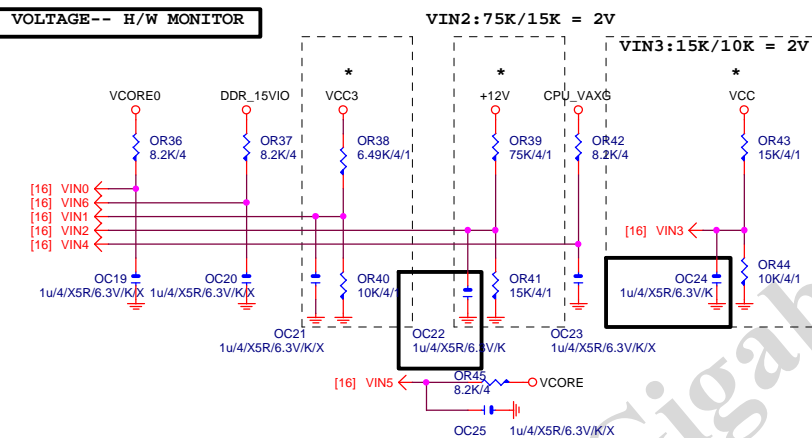 VOLTAGE-- H/W MONITOR
VIN2:75K/15K = 2V
VIN3:15K/10K = 2V
*
*
*
VCORE0
DDR_15VIO
VCC3
+12V
CPU_VAXG
VCC
OR36
8.2K/4
OR37
8.2K/4
OR38
6.49K/4/1
OR39
75K/4/1
OR42
8.2K/4
OR43
15K/4/1
[16] VIN0
[16] VIN6
[16] VIN1
[16] VIN2
[16] VIN4
[16] VIN3
OC19
1u/4/X5R/6.3V/K/X
OC20
1u/4/X5R/6.3V/K/X
OR40
10K/4/1
OR41
15K/4/1
OC24
1u/4/X5R/6.3V/K
OR44
10K/4/1
OC21
1u/4/X5R/6.3V/K/X
OC22
1u/4/X5R/6.3V/K
OC23
1u/4/X5R/6.3V/K/X
[16] VIN5
OR45
8.2K/4
VCORE
OC25
1u/4/X5R/6.3V/K/X
Gigab